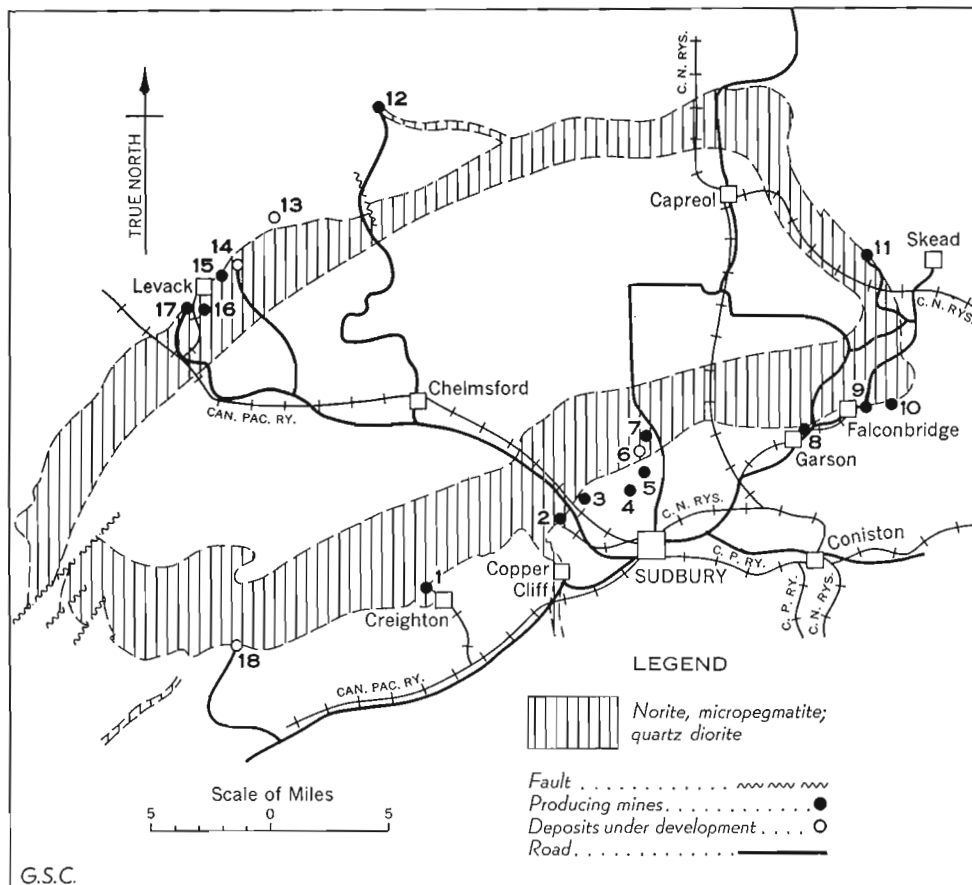 C. N. RYS.
12
TRUE NORTH
Capreol
13
14
15
Levack
17
16
11
Skead
C. N. RYS.
CAN. PAC. RY.
Chelmsford
9
10
Falconbridge
7
6
8
Garson
5
4
3
2
C. N. RYS.
Coniston
C. P. RY.
SUDBURY
Copper
Cliff
1
Creighton
C. P. RY.
C. N. RYS.
18
CAN. PAC. RY.
LEGEND
Norite, micropegmatite;
quartz diorite
Scale of Miles
5 0 5
Fault . . . . . . . . . . . .
Producing mines . . . . . . . . . . .
Deposits under development . . . .
Road . . . . . . . . . . . .
G.S.C.